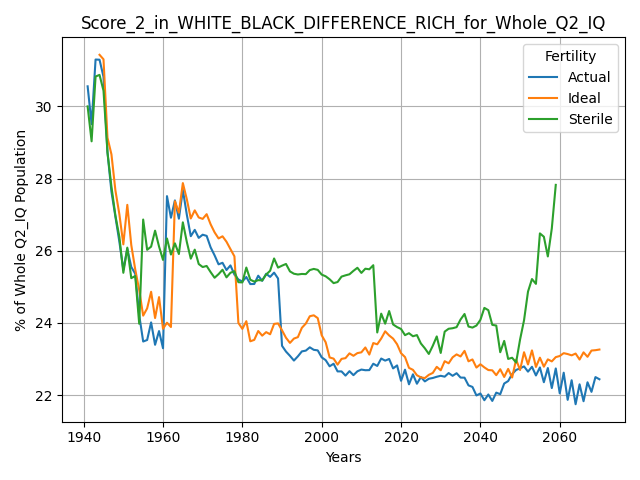 Score_2_in_WHITE_BLACK_DIFFERENCE_RICH_for_Whole_Q2_IQ
Fertility
Actual
Ideal
Sterile
% of Whole Q2_IQ Population
30
28
26
24
22
1940
1960
1980
2000
2020
2040
2060
Years